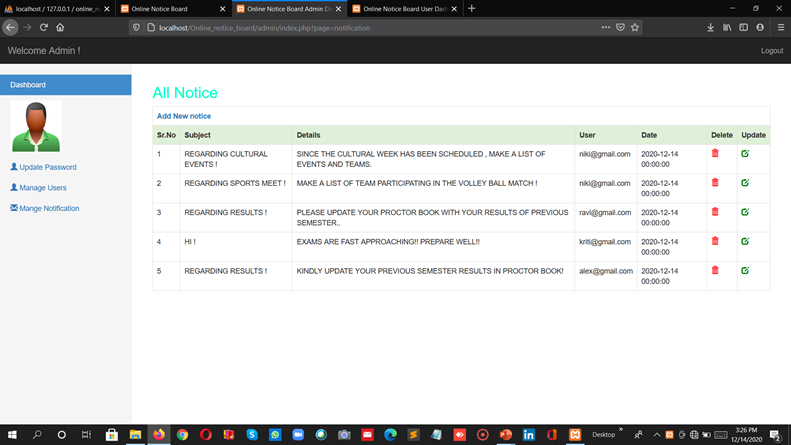 localhost / 127.0.0.1 / online_no
Online Notice Board
Online Notice Board Admin Da
Online Notice Board User Dash
localhost/Online_notice_board/admin/index.php?page=notification
Welcome Admin !
Logout
Dashboard
Update Password
Manage Users
Mange Notification
All Notice
Add New notice
Sr.No Subject Details User Date Delete Update
1 REGARDING CULTURAL EVENTS ! SINCE THE CULTURAL WEEK HAS BEEN SCHEDULED , MAKE A LIST OF EVENTS AND TEAMS. niki@gmail.com 2020-12-14 00:00:00
2 REGARDING SPORTS MEET ! MAKE A LIST OF TEAM PARTICIPATING IN THE VOLLEY BALL MATCH ! niki@gmail.com 2020-12-14 00:00:00
3 REGARDING RESULTS ! PLEASE UPDATE YOUR PROCTOR BOOK WITH YOUR RESULTS OF PREVIOUS SEMESTER.. ravi@gmail.com 2020-12-14 00:00:00
4 HI ! EXAMS ARE FAST APPROACHING!! PREPARE WELL!! kriti@gmail.com 2020-12-14 00:00:00
5 REGARDING RESULTS ! KINDLY UPDATE YOUR PREVIOUS SEMESTER RESULTS IN PROCTOR BOOK! alex@gmail.com 2020-12-14 00:00:00
Desktop
3:26 PM
12/14/2020
2